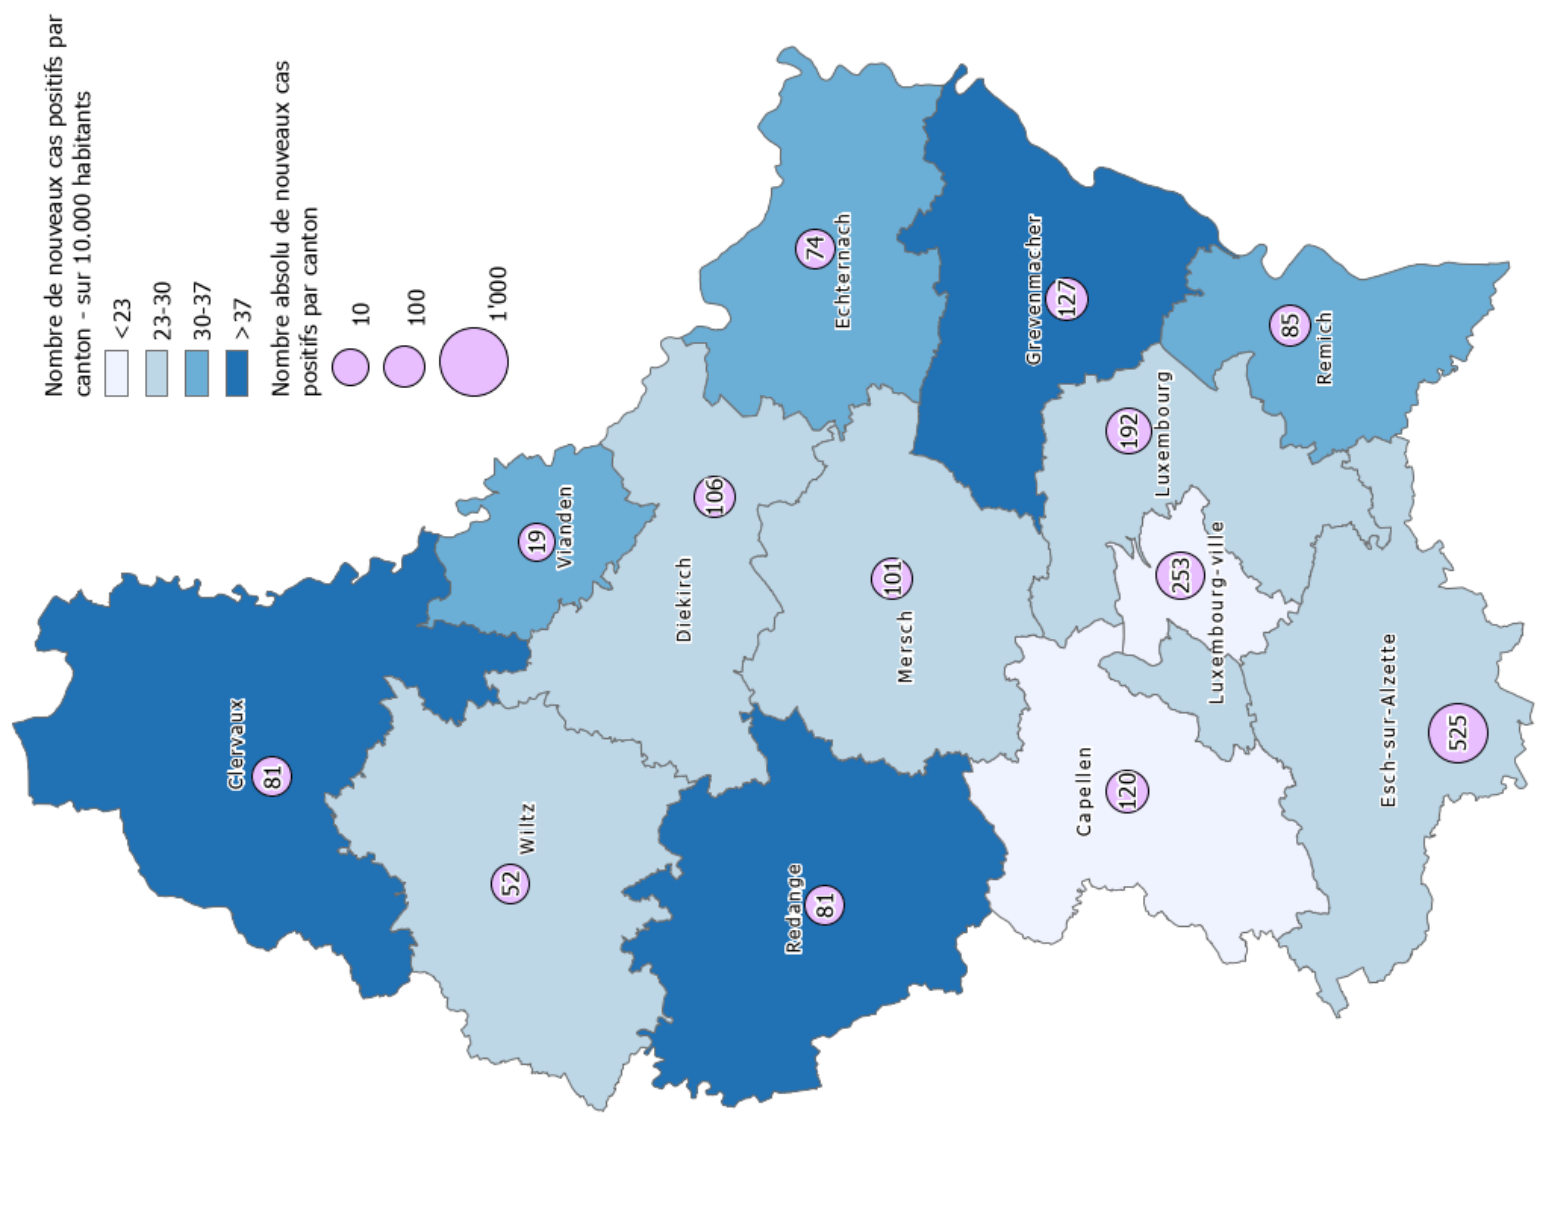 Nombre de nouveaux cas positifs par
canton - sur 10.000 habitants
<23
23-30
30-37
>37
Nombre absolu de nouveaux cas
positifs par canton
10
100
1'000
Clervaux
81
Wiltz
52
Vianden
19
Diekirch
106
Redange
81
Mersch
101
Echternach
74
Grevenmacher
127
Capellen
120
Luxembourg
192
Luxembourg-ville
253
Remich
85
Esch-sur-Alzette
525